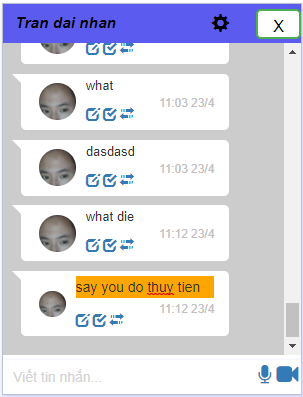 Tran dai nhan
X
what
11:03 23/4
dasdasd
11:03 23/4
what die
11:12 23/4
say you do thuy tien
11:12 23/4
Viết tin nhắn...